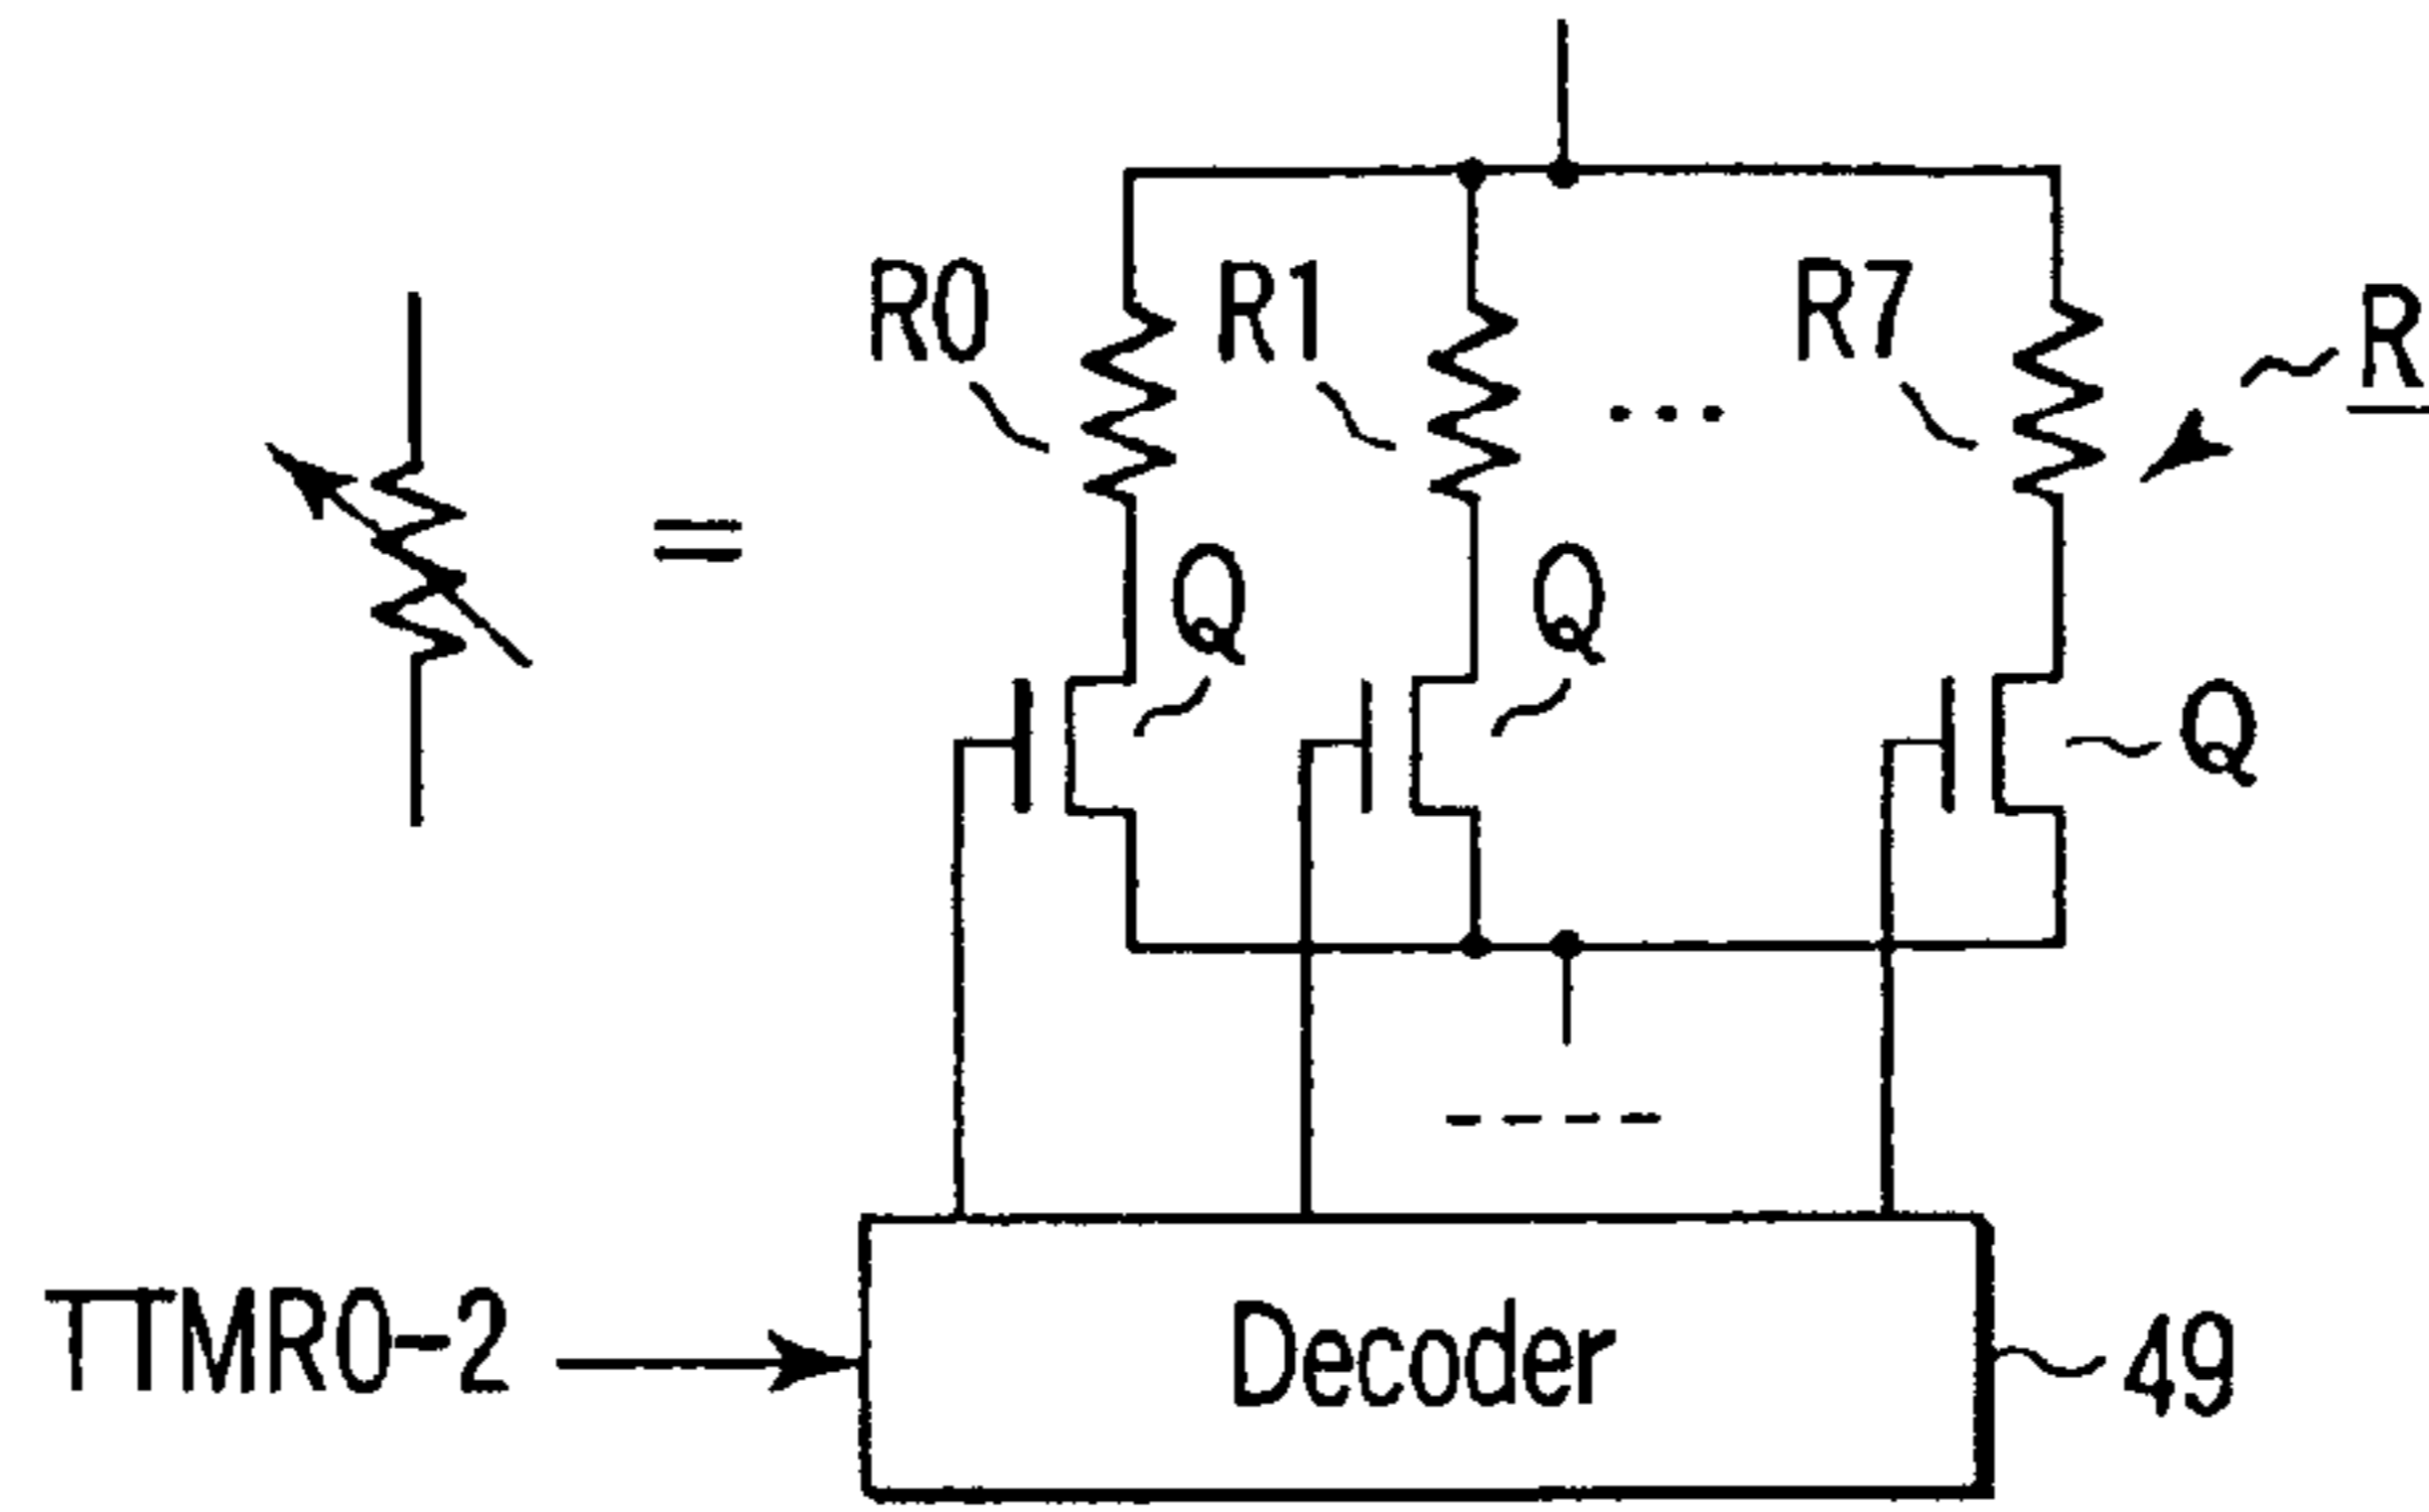 R0 R1 R7 R
=
Q Q
Q
TTMR0-2
Decoder
49